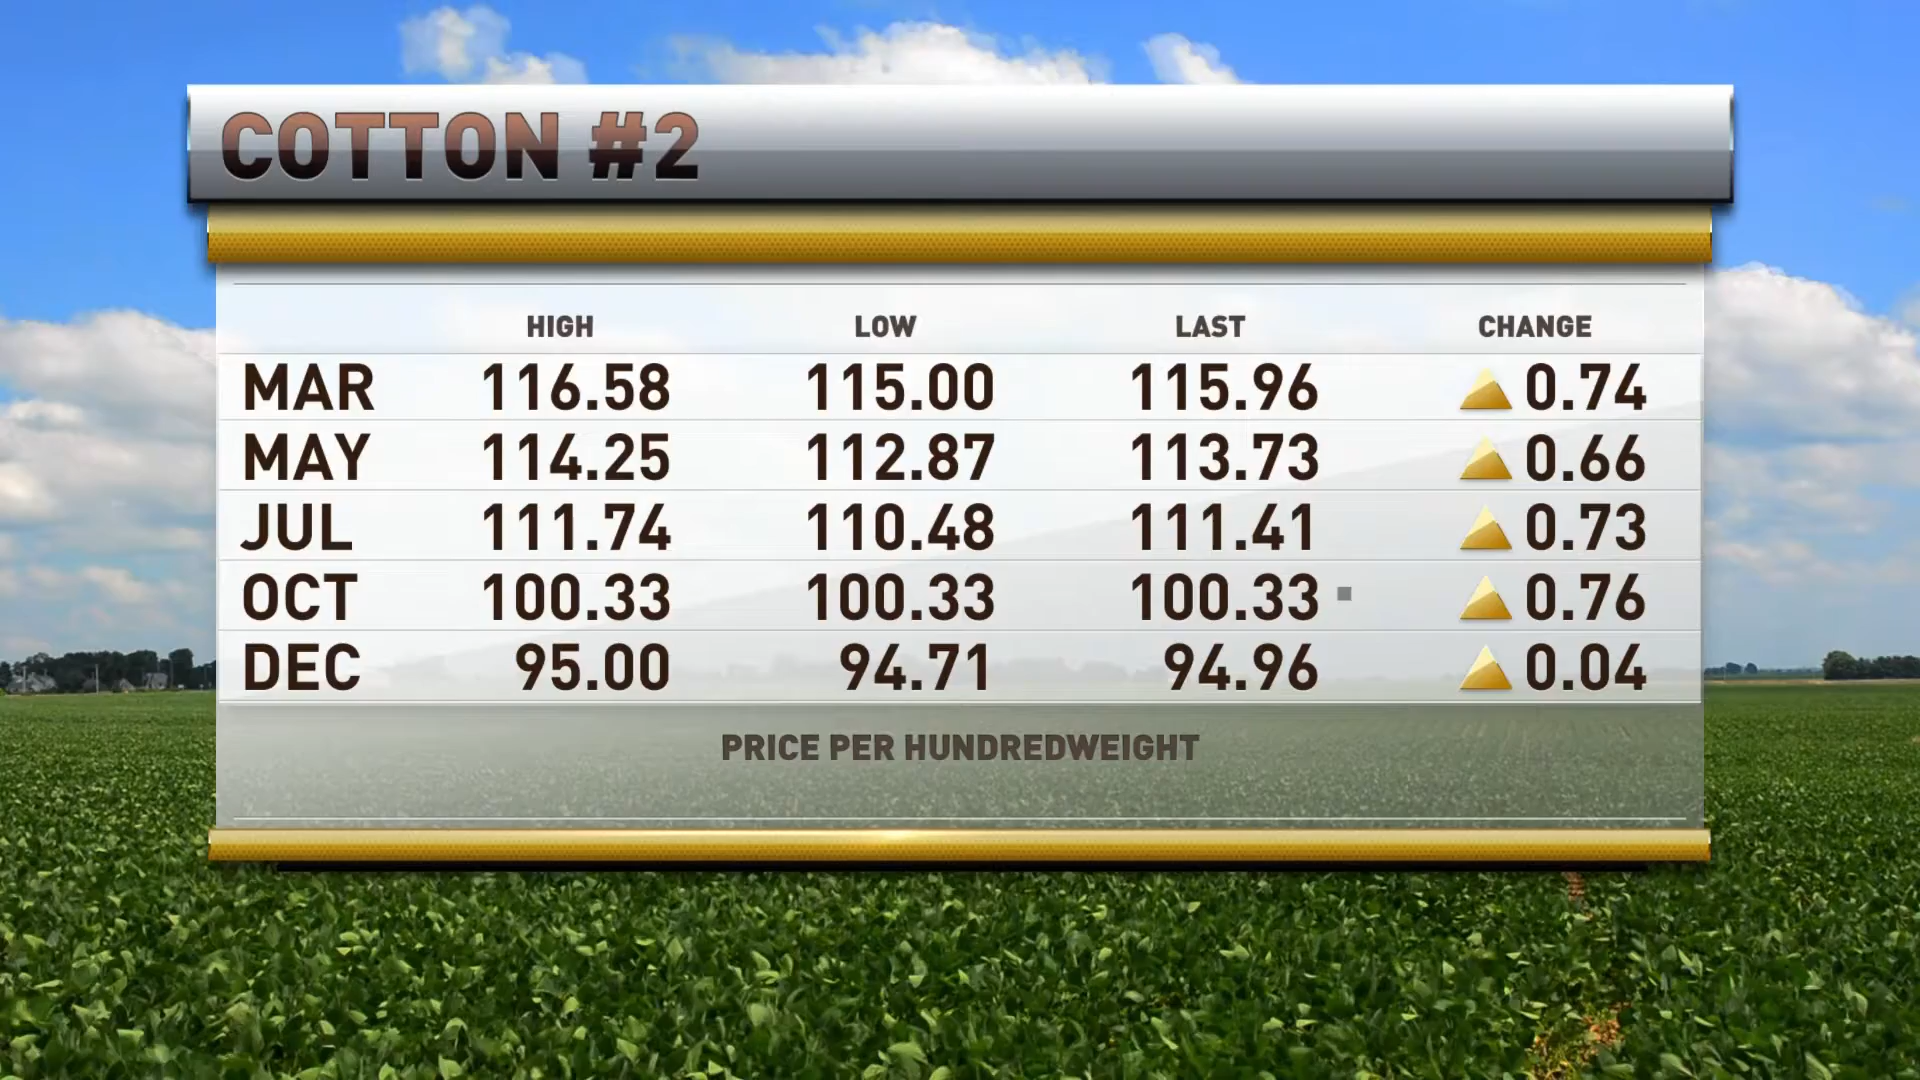 COTTON #2
HIGH LOW LAST CHANGE
MAR 116.58 115.00 115.96 0.74
MAY 114.25 112.87 113.73 0.66
JUL 111.74 110.48 111.41 0.73
OCT 100.33 100.33 100.33 0.76
DEC 95.00 94.71 94.96 0.04
PRICE PER HUNDREDWEIGHT